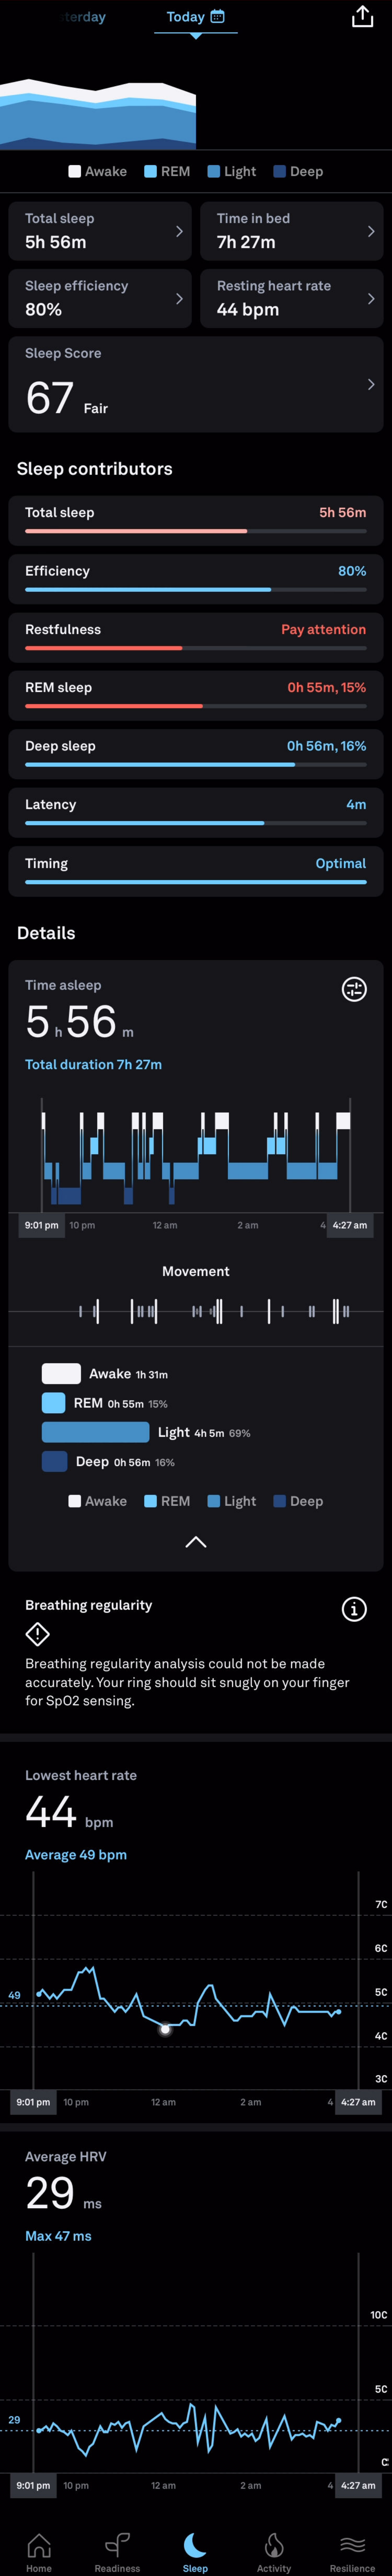 terday
Today
Awake REM Light Deep
Total sleep
5h 56m
Time in bed
7h 27m
Sleep efficiency
80%
Resting heart rate
44 bpm
Sleep Score
67 Fair
Sleep contributors
Total sleep 5h 56m
Efficiency 80%
Restfulness Pay attention
REM sleep 0h 55m, 15%
Deep sleep 0h 56m, 16%
Latency 4m
Timing Optimal
Details
Time asleep
5 h 56 m
Total duration 7h 27m
9:01 pm 10 pm 12 am 2 am 4 4:27 am
Movement
Awake 1h 31m
REM 0h 55m 15%
Light 4h 5m 69%
Deep 0h 56m 16%
Awake REM Light Deep
Breathing regularity
Breathing regularity analysis could not be made
accurately. Your ring should sit snugly on your finger
for SpO2 sensing.
Lowest heart rate
44 bpm
Average 49 bpm
7C
6C
49
5C
4C
3C
9:01 pm 10 pm 12 am 2 am 4 4:27 am
Average HRV
29 ms
Max 47 ms
10C
5C
29
9:01 pm 10 pm 12 am 2 am 4 4:27 am
Home Readiness Sleep Activity Resilience